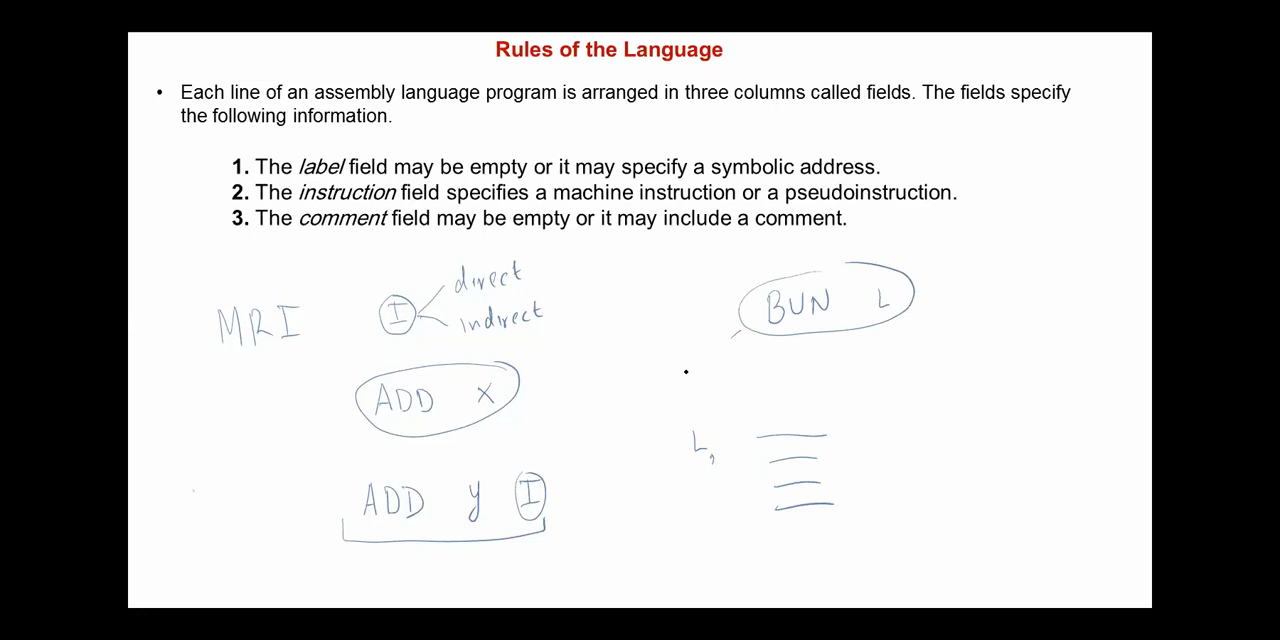 Rules of the Language
• Each line of an assembly language program is arranged in three columns called fields. The fields specify
the following information.
1. The label field may be empty or it may specify a symbolic address.
2. The instruction field specifies a machine instruction or a pseudoinstruction.
3. The comment field may be empty or it may include a comment.
MRI I direct
indirect
ADD X
ADD y I
BUN L
L,